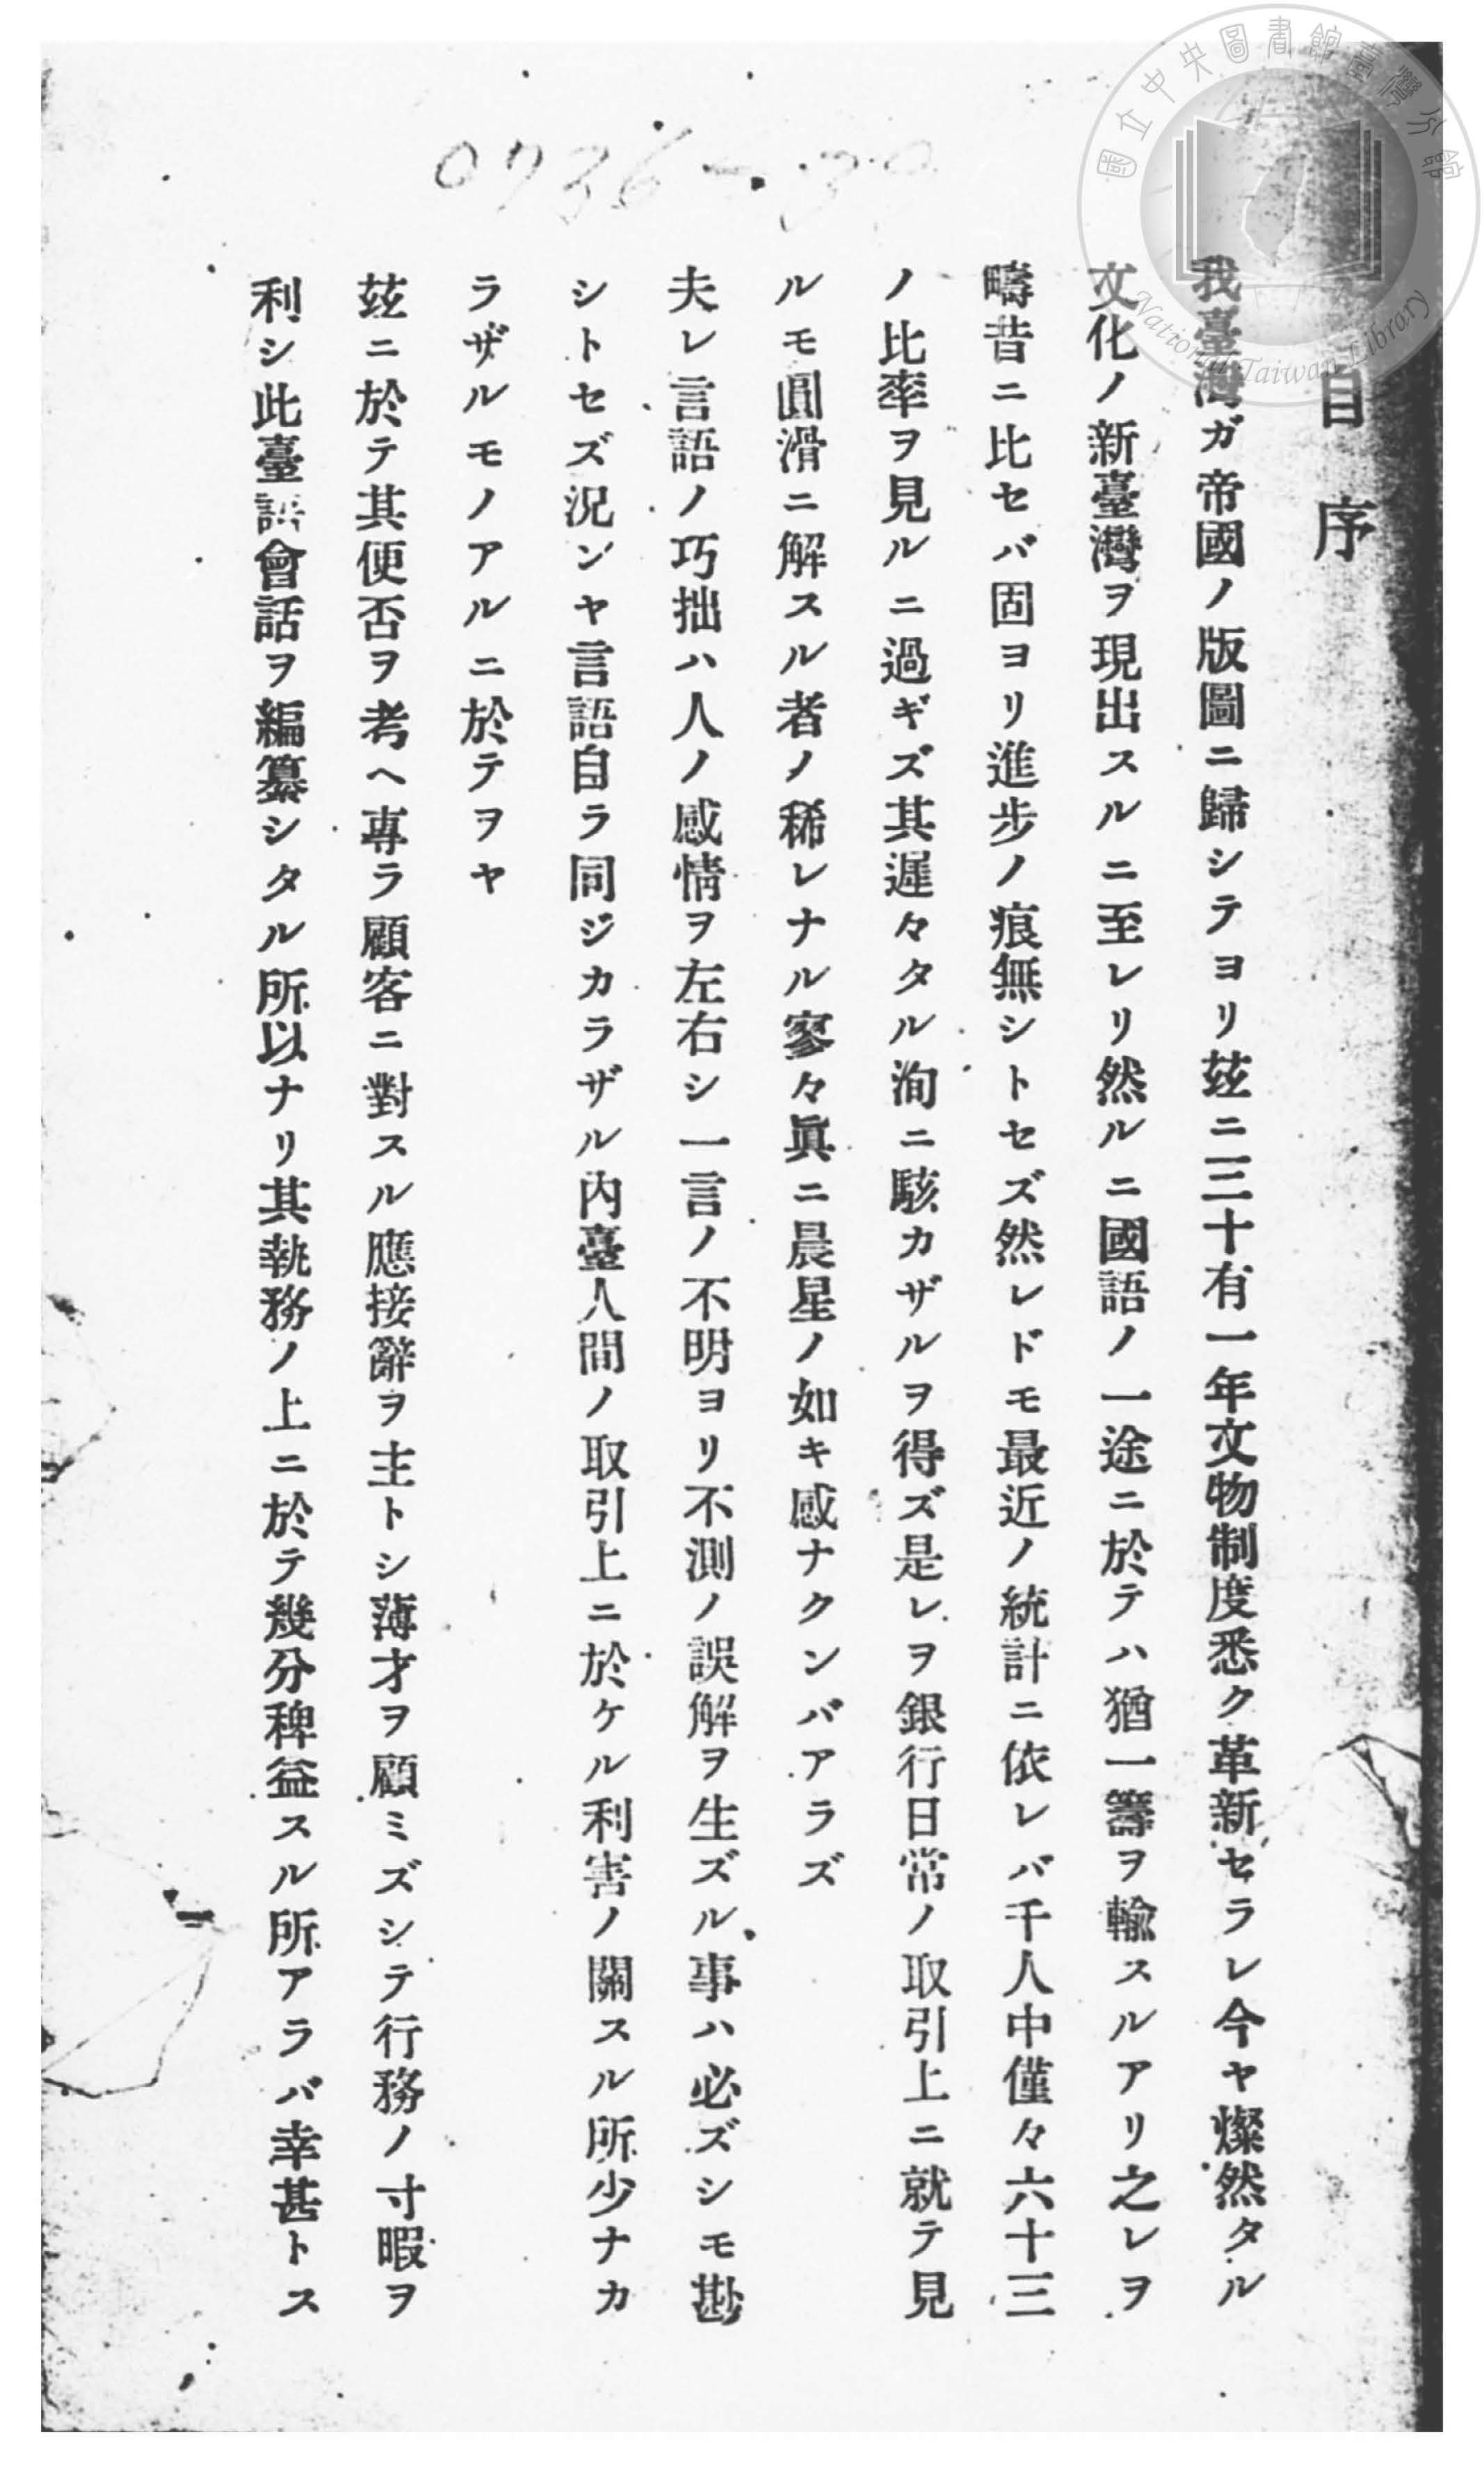 國立中央圖書館臺灣分館
National Taiwan Library
自序
我臺灣ガ帝國ノ版圖ニ歸シテヨリ玆ニ三十有一年文物制度悉ク革新セラレ今ヤ燦然タル
文化ノ新臺灣ヲ現出スルニ至レリ然ルニ國語ノ一途ニ於テハ猶一籌ヲ輸スルアリ之レヲ
疇昔ニ比セバ固ヨリ進步ノ痕無シトセズ然レドモ最近ノ統計ニ依レバ千人中僅々六十三
ノ比率ヲ見ルニ過ギズ其遲々タル洵ニ駭カザルヲ得ズ是レヲ銀行日常ノ取引上ニ就テ見
ルモ圓滑ニ解スル者ノ稀レナル寥々眞ニ晨星ノ如キ感ナクンバアラズ
夫レ言語ノ巧拙ハ人ノ感情ヲ左右シ一言ノ不明ヨリ不測ノ誤解ヲ生ズル事ハ必ズシモ尠
シトセズ況ンヤ言語自ラ同ジカラザル內臺人間ノ取引上ニ於ケル利害ノ關スル所少ナカ
ラザルモノアルニ於テヲヤ
玆ニ於テ其便否ヲ考ヘ專ラ顧客ニ對スル應接辭ヲ主トシ薄才ヲ顧ミズシテ行務ノ寸暇ヲ
利シ此臺語會話ヲ編纂シタル所以ナリ其執務ノ上ニ於テ幾分稗益スル所アラバ幸甚トス